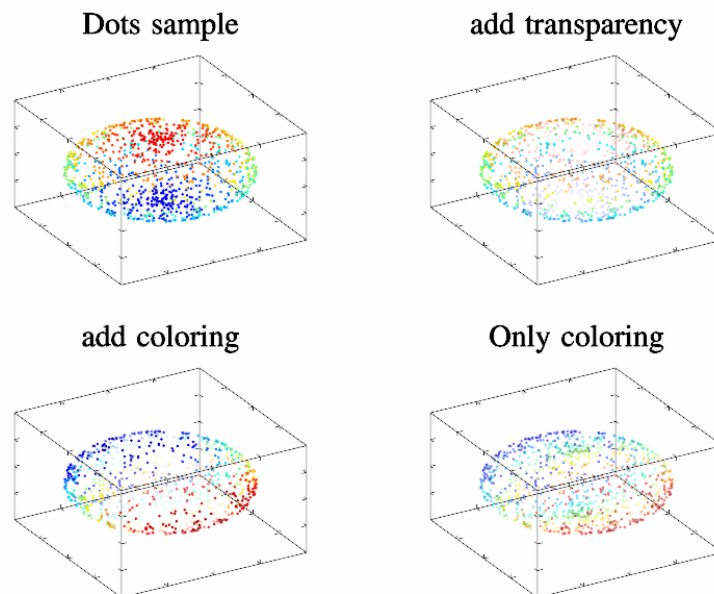 Dots sample
add transparency
add coloring
Only coloring